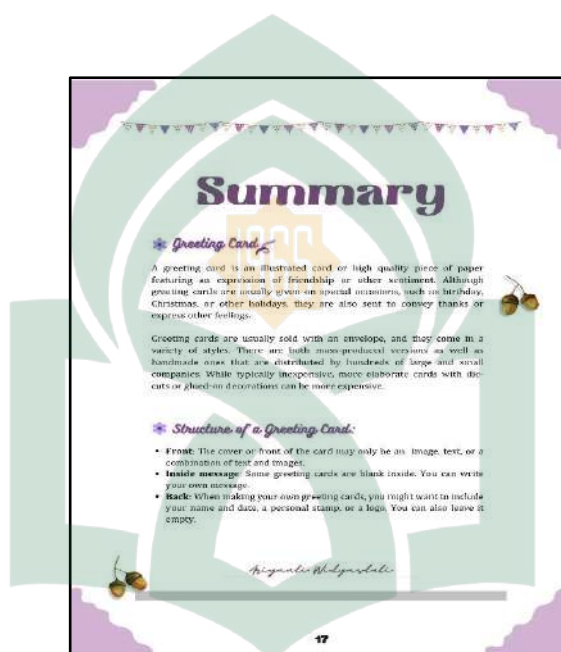 Summary
Greeting Card
A greeting card is an illustrated card or high quality piece of paper
featuring an expression of friendship or other sentiment. Although
greeting cards are usually given on special occasions, such as birthday,
Christmas, or other holidays, they are also sent to convey thanks or
express other feelings.
Greeting cards are usually sold with an envelope, and they come in a
variety of styles. There are both mass-produced versions as well as
handmade ones that are distributed by hundreds of large and small
companies. While typically inexpensive, more elaborate cards with die-
cuts or glued-on decorations can be more expensive.
Structure of a Greeting Card:
• Front: The cover or front of the card may only be an image, text, or a
combination of text and images.
• Inside message: Some greeting cards are blank inside. You can write
your own message.
• Back: When making your own greeting cards, you might want to include
your name and date, a personal stamp, or a logo. You can also leave it
empty.
17